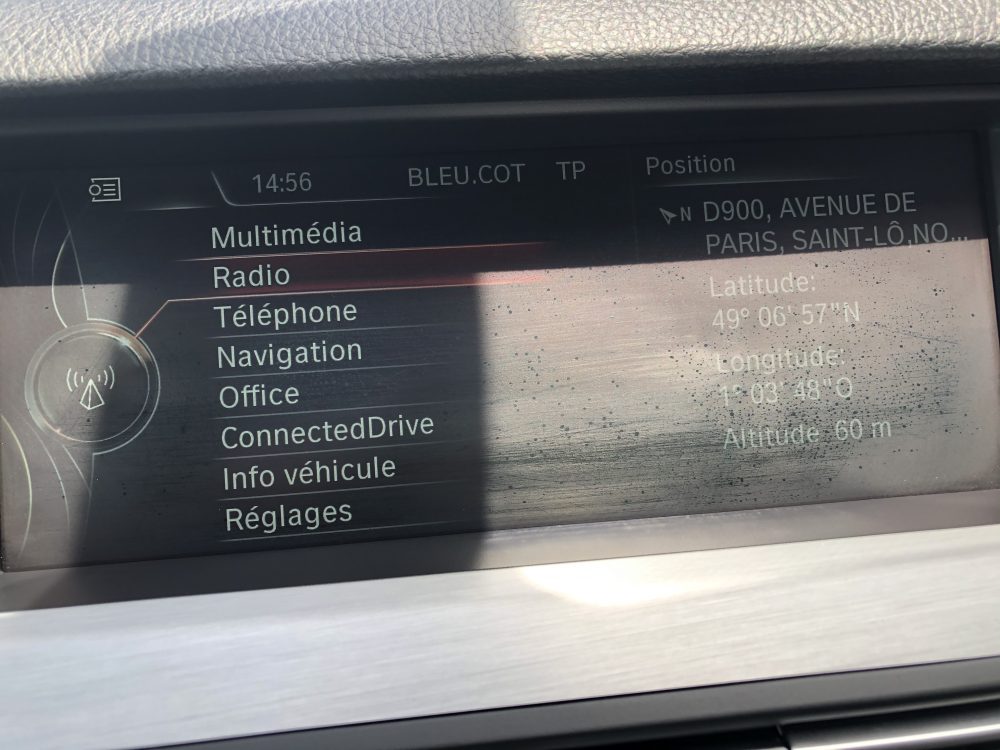 14:56 BLEU.COT TP Position
Multimédia
Radio
Téléphone
Navigation
Office
ConnectedDrive
Info véhicule
Réglages
N D900, AVENUE DE
PARIS, SAINT-LÔ,NO...
Latitude:
49° 06' 57"N
Longitude:
1° 03' 48"O
Altitude 60 m